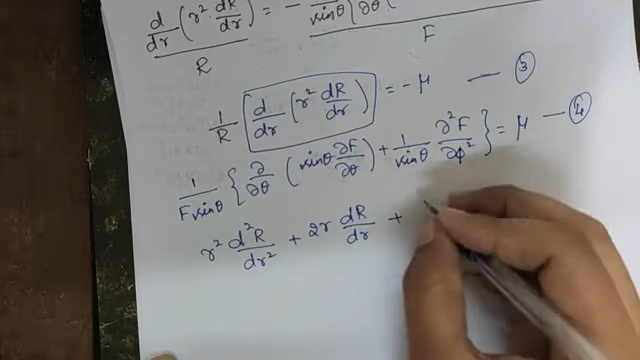 d/dr (r² dR/dr) / R = - / sinθ { ∂θ ( / F
1/R [ d/dr (r² dR/dr) ] = -μ — ③
1/(F sinθ) { ∂/∂θ (sinθ ∂F/∂θ) + 1/sinθ ∂²F/∂φ² } = μ — ④
r² d²R/dr² + 2r dR/dr +